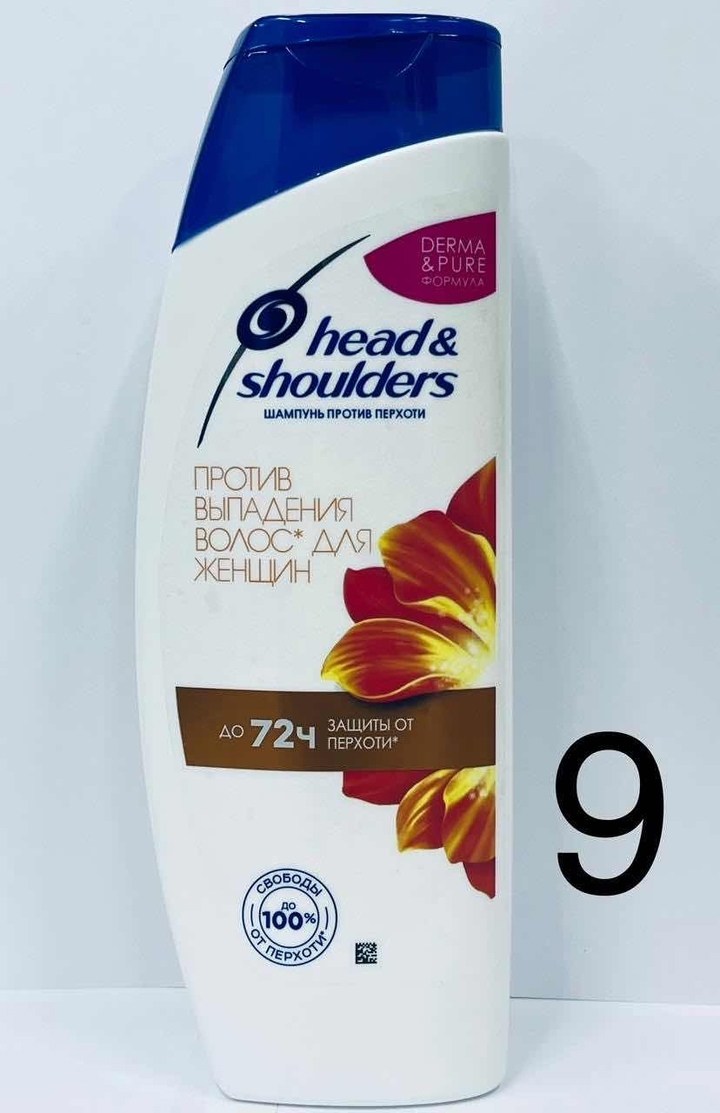 DERMA
& PURE
ФОРМУЛА
head &
shoulders
ШАМПУНЬ ПРОТИВ ПЕРХОТИ
ПРОТИВ
ВЫПАДЕНИЯ
ВОЛОС* ДЛЯ
ЖЕНЩИН
ДО 72Ч
ЗАЩИТЫ ОТ
ПЕРХОТИ*
9
СВОБОДЫ
ДО
100%
ОТ ПЕРХОТИ*